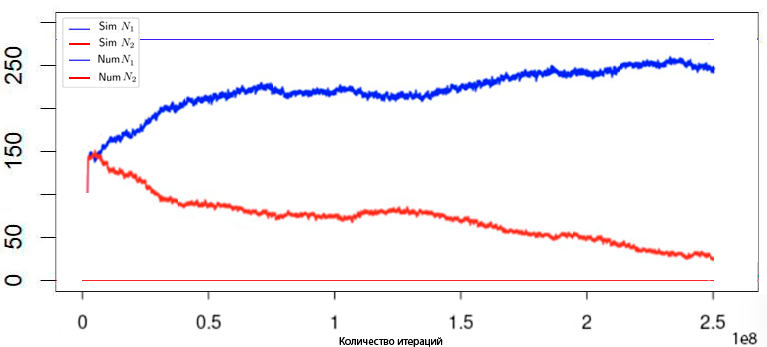 Sim N₁
Sim N₂
Num N₁
Num N₂
250
150
50
0
0 0.5 1 1.5 2 2.5
1e8
Количество итераций